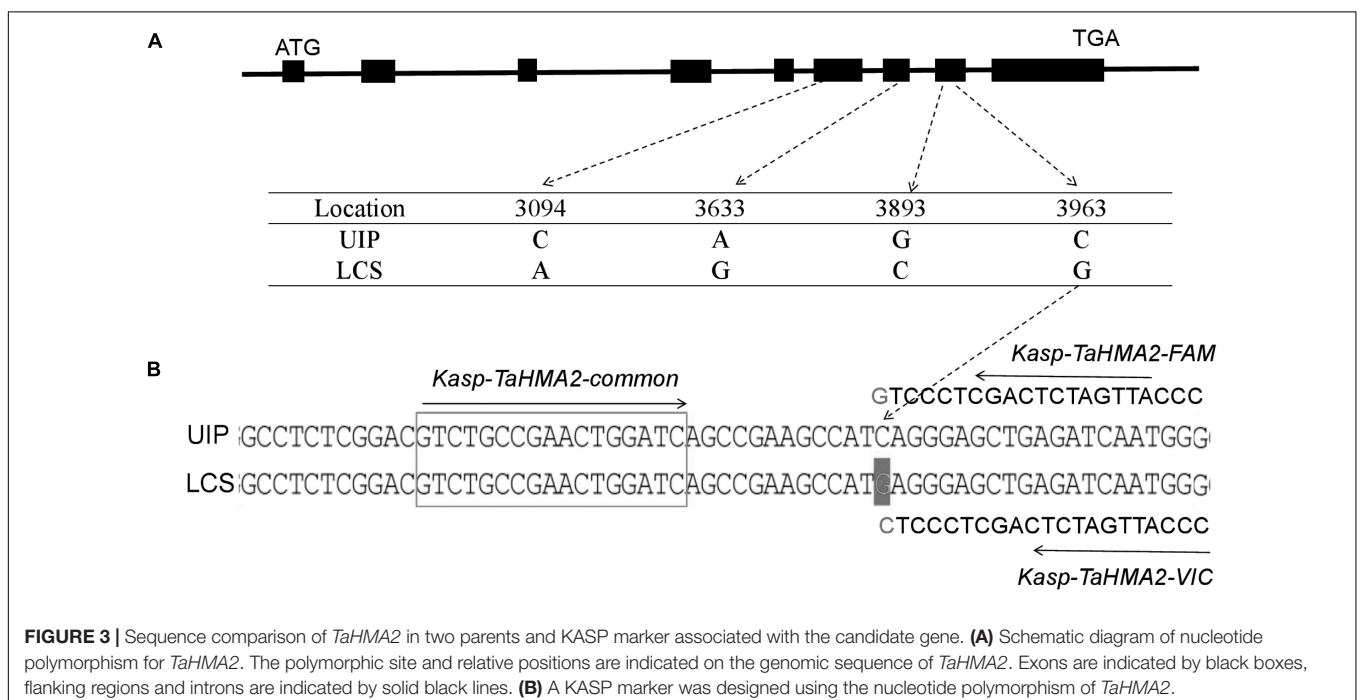 A
ATG
TGA
Location 3094 3633 3893 3963
UIP C A G C
LCS A G C G
B
Kasp-TaHMA2-common
Kasp-TaHMA2-FAM
GTCCCTCGACTCTAGTTACCC
UIP GCCTCTCGGACGTCTGCCGAACTGGATCAGCCGAAGCCATCAGGGAGCTGAGATCAATGGG
LCS GCCTCTCGGACGTCTGCCGAACTGGATCAGCCGAAGCCATGAGGGAGCTGAGATCAATGGG
CTCCCTCGACTCTAGTTACCC
Kasp-TaHMA2-VIC
FIGURE 3 | Sequence comparison of TaHMA2 in two parents and KASP marker associated with the candidate gene. (A) Schematic diagram of nucleotide
polymorphism for TaHMA2. The polymorphic site and relative positions are indicated on the genomic sequence of TaHMA2. Exons are indicated by black boxes,
flanking regions and introns are indicated by solid black lines. (B) A KASP marker was designed using the nucleotide polymorphism of TaHMA2.